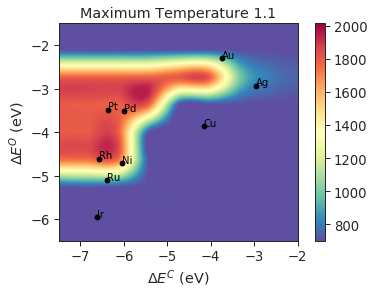 Maximum Temperature 1.1
ΔE^O (eV)
−2
−3
−4
−5
−6
Au
Ag
Pt
Pd
Cu
Rh
Ni
Ru
Ir
−7 −6 −5 −4 −3 −2
ΔE^C (eV)
2000
1800
1600
1400
1200
1000
800